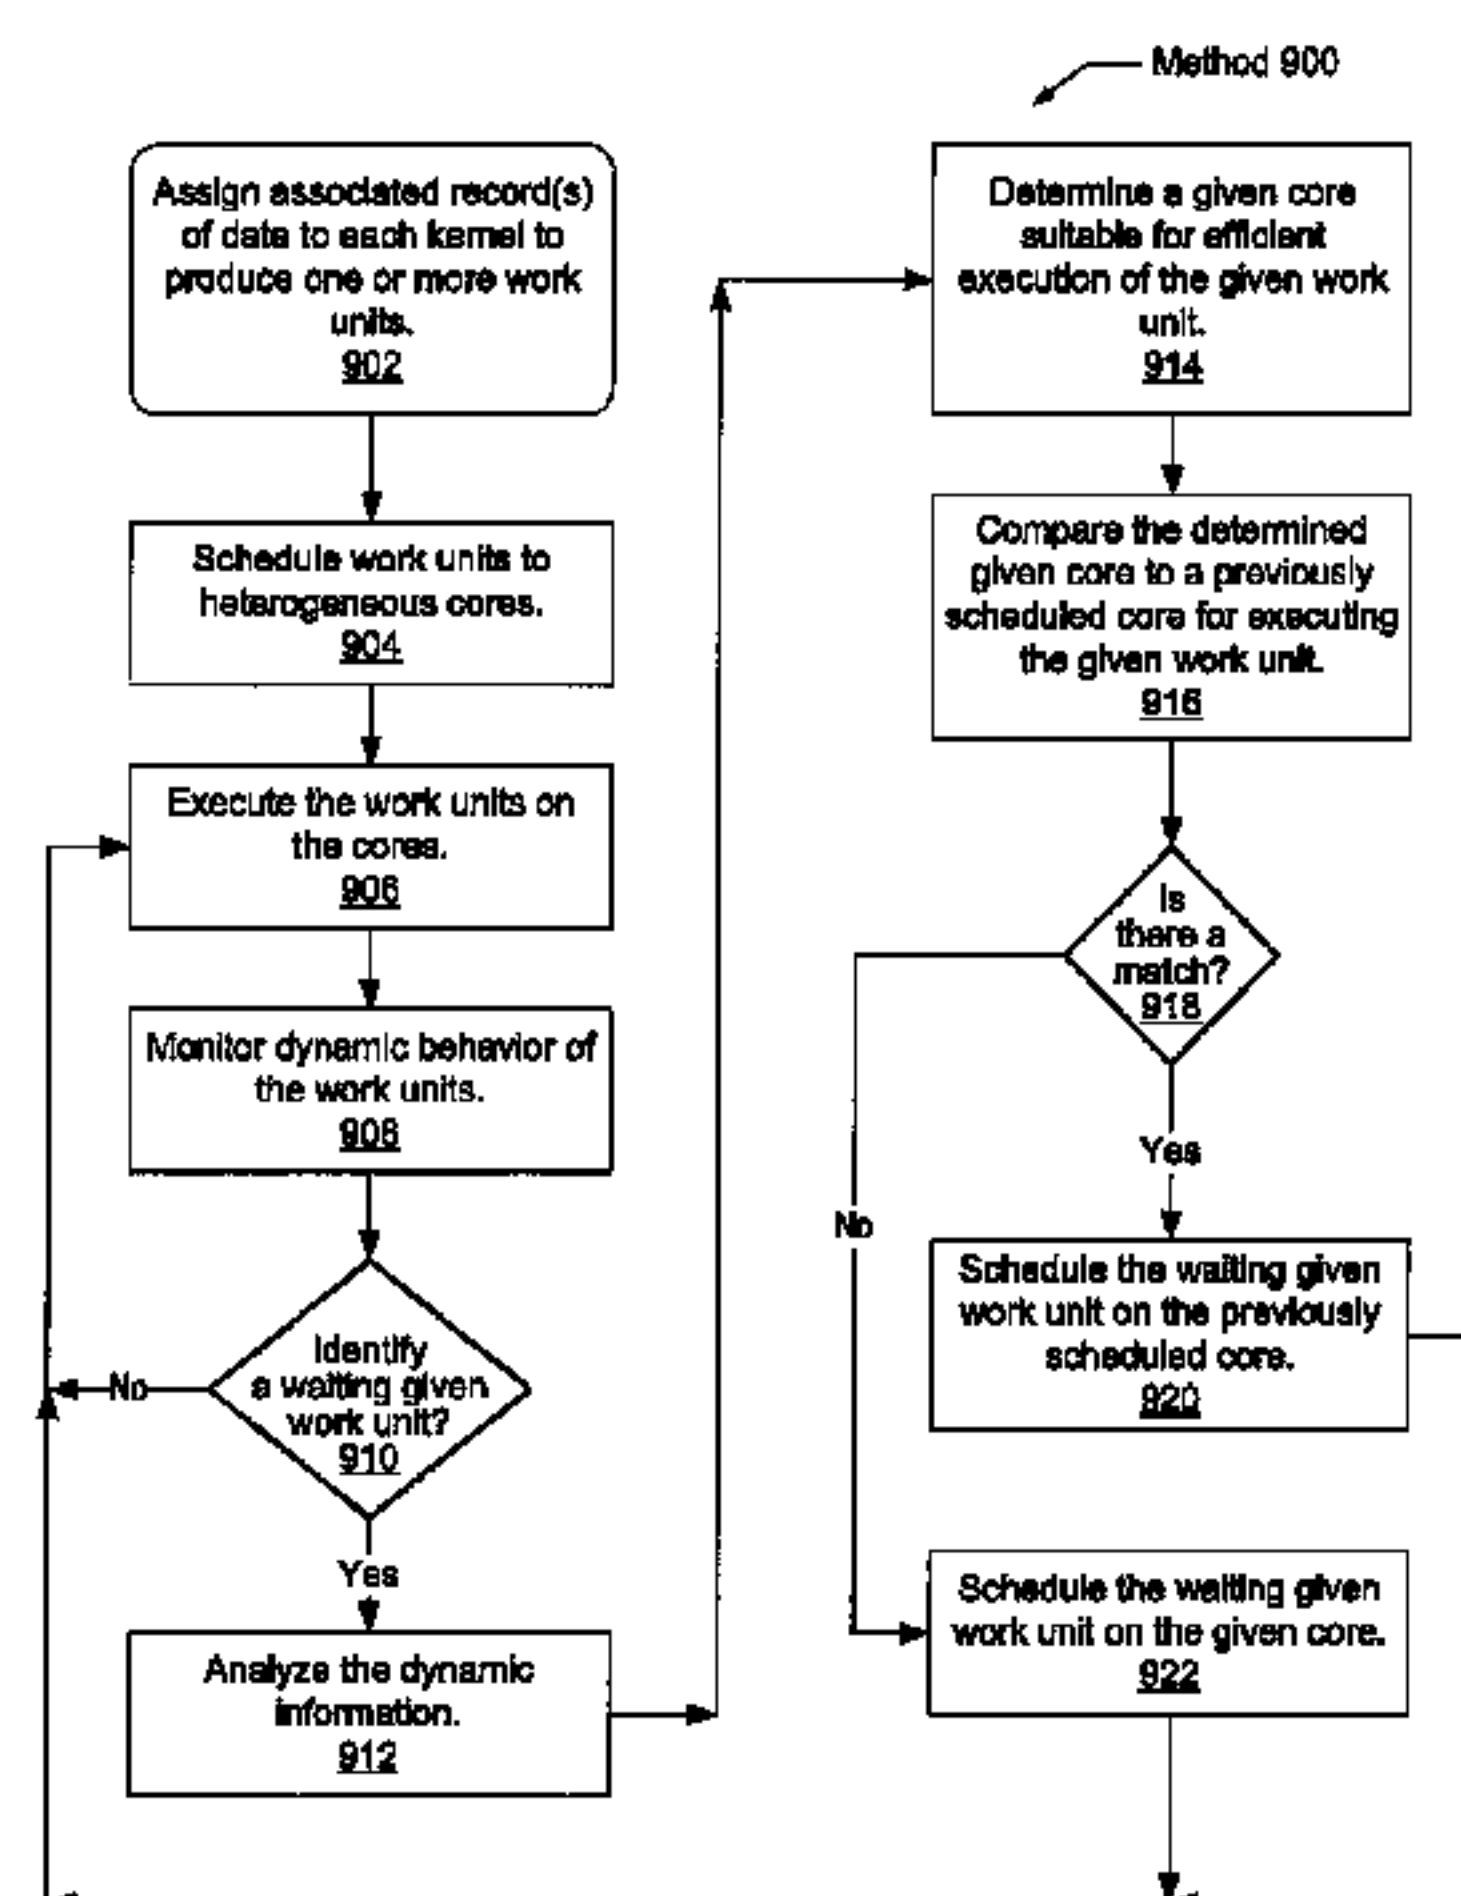 Method 900
Assign associated record(s)
of data to each kernel to
produce one or more work
units.
902
Schedule work units to
heterogeneous cores.
904
Execute the work units on
the cores.
906
Monitor dynamic behavior of
the work units.
908
Identify
a waiting given
work unit?
910
No
Yes
Analyze the dynamic
information.
912
Determine a given core
suitable for efficient
execution of the given work
unit.
914
Compare the determined
given core to a previously
scheduled core for executing
the given work unit.
916
Is
there a
match?
918
Yes
No
Schedule the waiting given
work unit on the previously
scheduled core.
920
Schedule the waiting given
work unit on the given core.
922